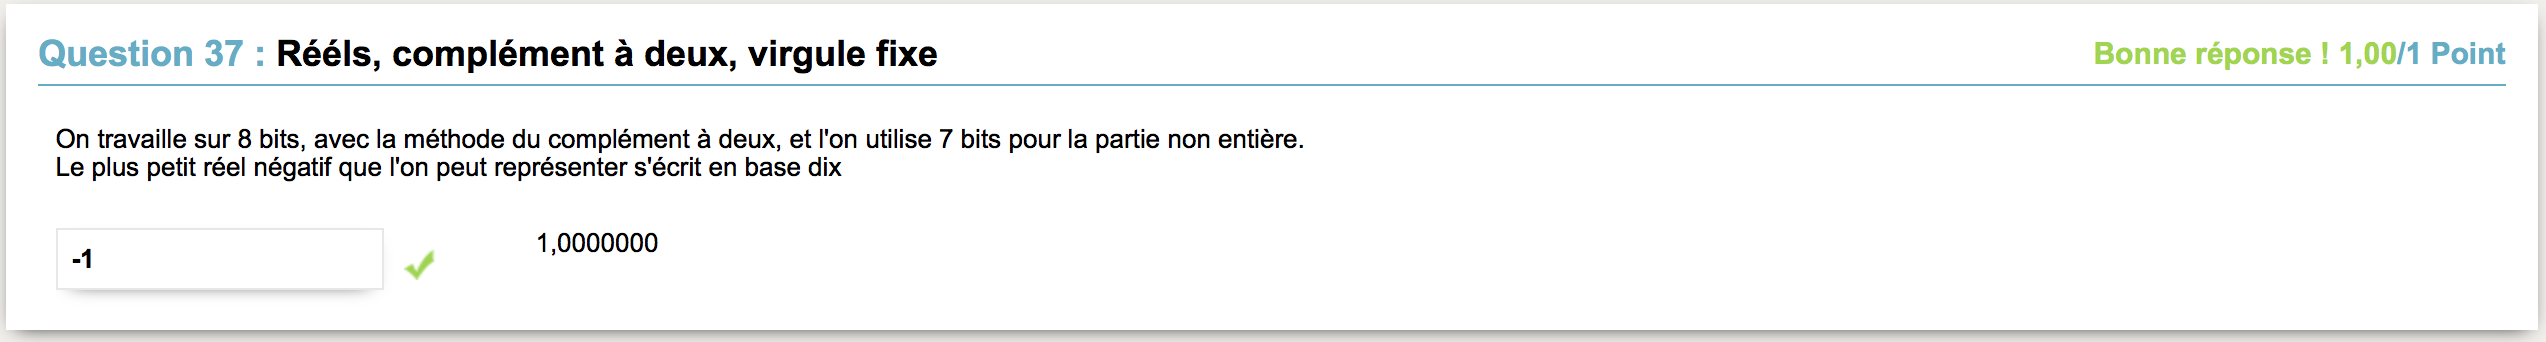 Question 37 : Rééls, complément à deux, virgule fixe
Bonne réponse ! 1,00/1 Point
On travaille sur 8 bits, avec la méthode du complément à deux, et l'on utilise 7 bits pour la partie non entière.
Le plus petit réel négatif que l'on peut représenter s'écrit en base dix
-1
1,0000000